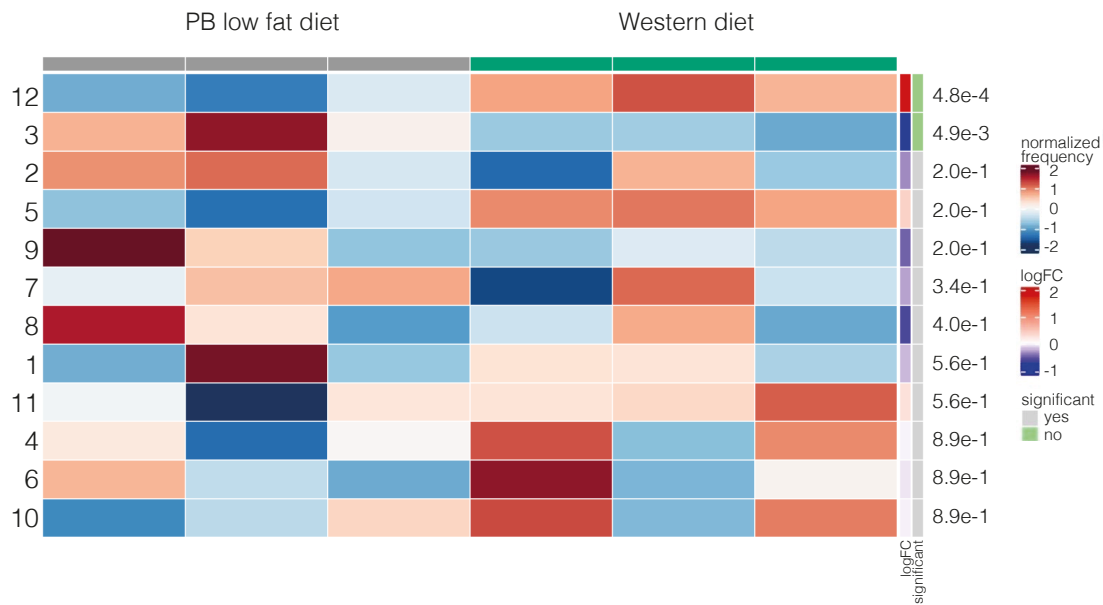 PB low fat diet
Western diet
12
4.8e-4
3
4.9e-3
2
2.0e-1
5
2.0e-1
9
2.0e-1
7
3.4e-1
8
4.0e-1
1
5.6e-1
11
5.6e-1
4
8.9e-1
6
8.9e-1
10
8.9e-1
logFC
significant
normalized
frequency
2
1
0
-1
-2
logFC
2
1
0
-1
significant
yes
no